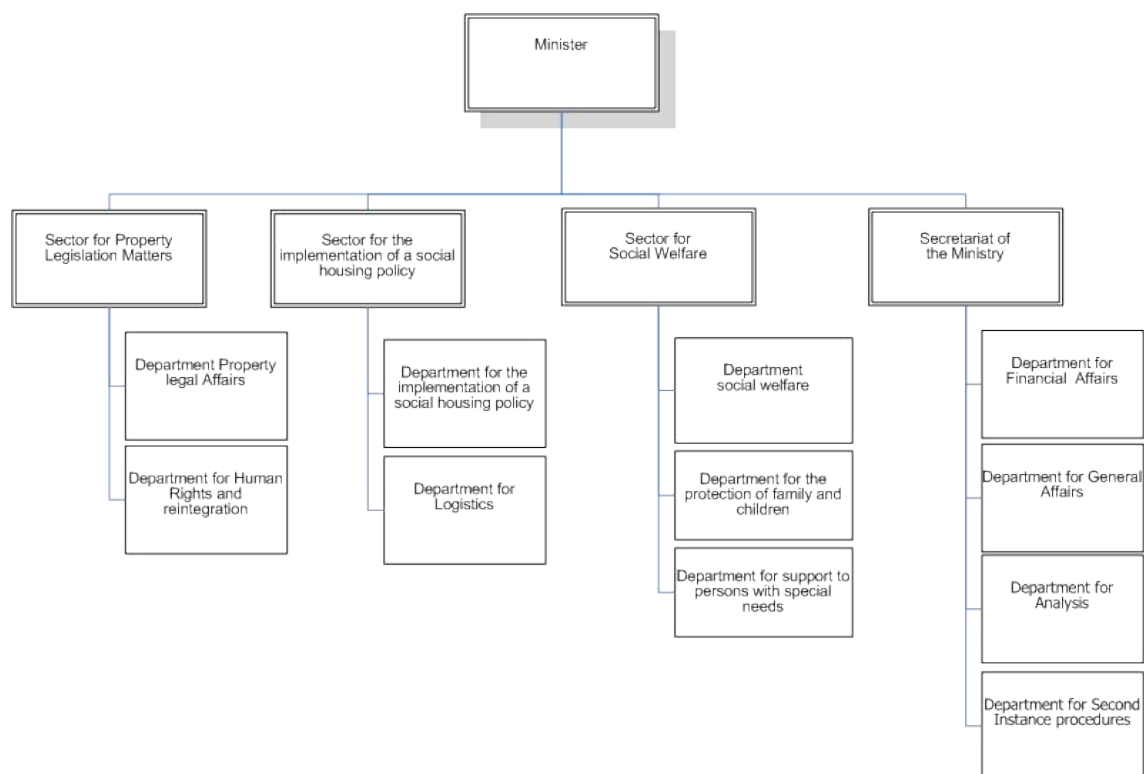 Minister
Sector for Property
Legislation Matters
Sector for the
implementation of a social
housing policy
Sector for
Social Welfare
Secretariat of
the Ministry
Department Property
legal Affairs
Department for Human
Rights and
reintegration
Department for the
implementation of a
social housing policy
Department for
Logistics
Department
social welfare
Department for the
protection of family and
children
Department for support to
persons with special
needs
Department for
Financial Affairs
Department for General
Affairs
Department for
Analysis
Department for Second
Instance procedures